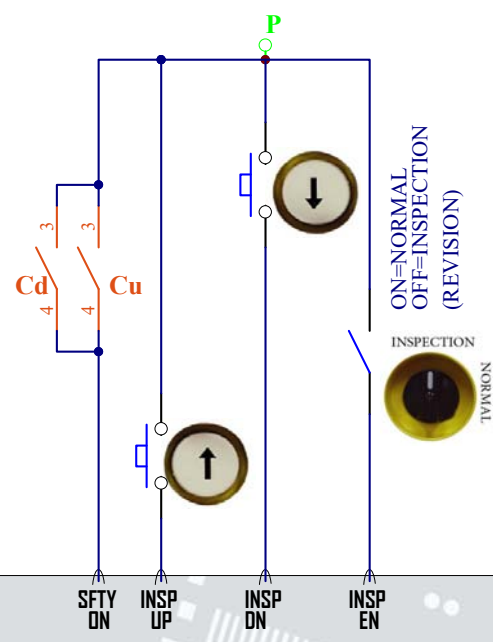 P
ON=NORMAL
OFF=INSPECTION
(REVISION)
3
3
Cd
Cu
4
4
INSPECTION
NORMAL
SFTY
ON
INSP
UP
INSP
DN
INSP
EN